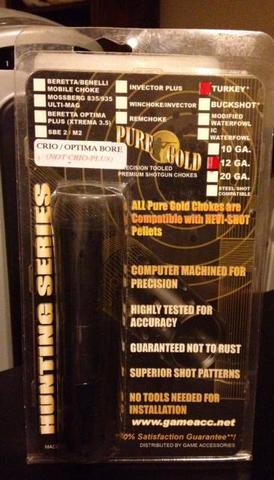 BERETTA/BENELLI
MOBILE CHOKE
MOSSBERG 835/935
ULTI-MAG
BERETTA OPTIMA
PLUS (XTREMA 3.5)
SBE 2 / M2
CRIO / OPTIMA BORE
(NOT CRIO-PLUS)
INVECTOR PLUS
WINCHOKE/INVECTOR
REMCHOKE
TURKEY*
BUCKSHOT*
MODIFIED
WATERFOWL
IC
WATERFOWL
10 GA.
12 GA.
20 GA.
STEEL SHOT
COMPATIBLE
PURE GOLD
PRECISION TOOLED
PREMIUM SHOTGUN CHOKES
HUNTING SERIES
ALL Pure Gold Chokes are
Compatible with HEVI-SHOT
Pellets
COMPUTER MACHINED FOR
PRECISION
HIGHLY TESTED FOR
ACCURACY
GUARANTEED NOT TO RUST
SUPERIOR SHOT PATTERNS
NO TOOLS NEEDED FOR
INSTALLATION
www.gameacc.net
Satisfaction Guarantee**!
MADE
DISTRIBUTED BY GAME ACCESSORIES